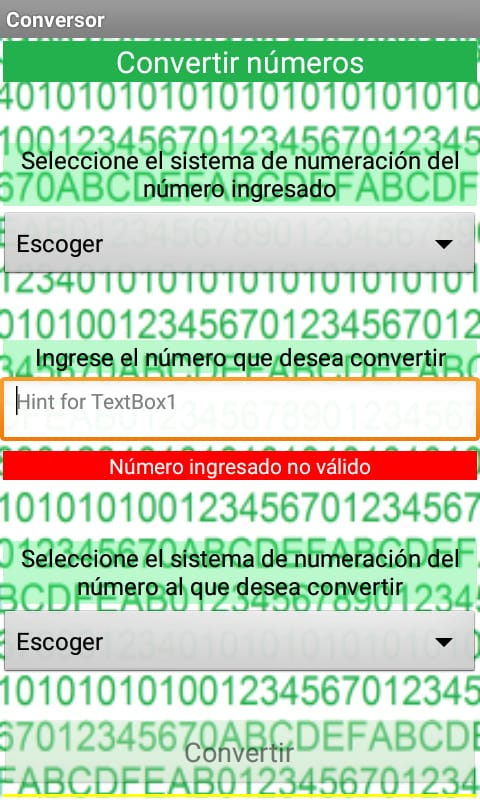 Conversor
Convertir números
Seleccione el sistema de numeración del
número ingresado
Escoger
Ingrese el número que desea convertir
Hint for TextBox1
Número ingresado no válido
Seleccione el sistema de numeración del
número al que desea convertir
Escoger
Convertir